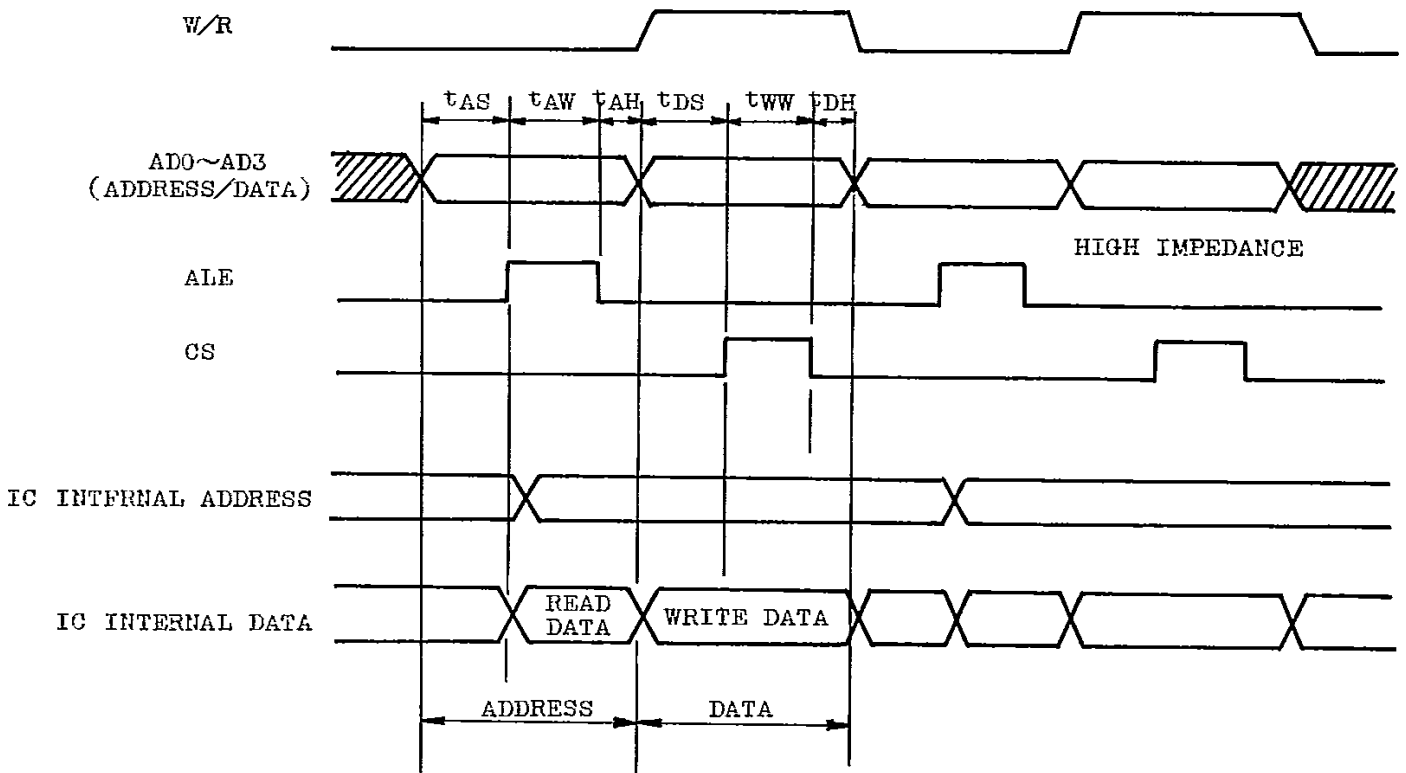 W/R
tAS tAW tAH tDS tWW tDH
AD0~AD3
(ADDRESS/DATA)
HIGH IMPEDANCE
ALE
CS
IC INTFRNAL ADDRESS
READ
DATA
WRITE DATA
IC INTERNAL DATA
ADDRESS DATA